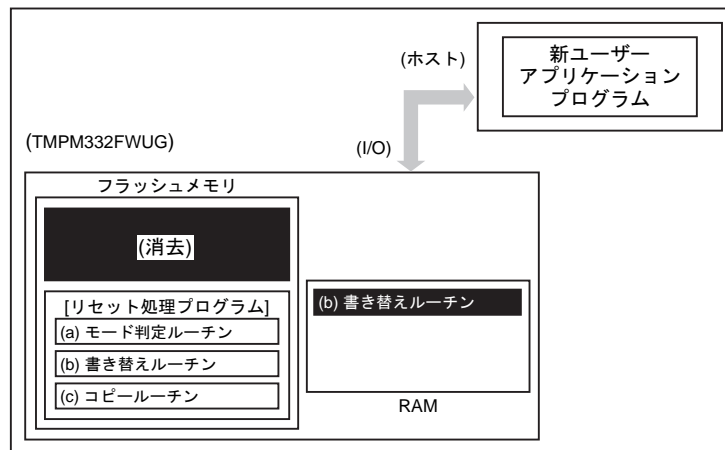 (ホスト)
新ユーザー
アプリケーション
プログラム
(TMPM332FWUG)
(I/O)
フラッシュメモリ
(消去)
[リセット処理プログラム]
(a) モード判定ルーチン
(b) 書き替えルーチン
(c) コピールーチン
(b) 書き替えルーチン
RAM